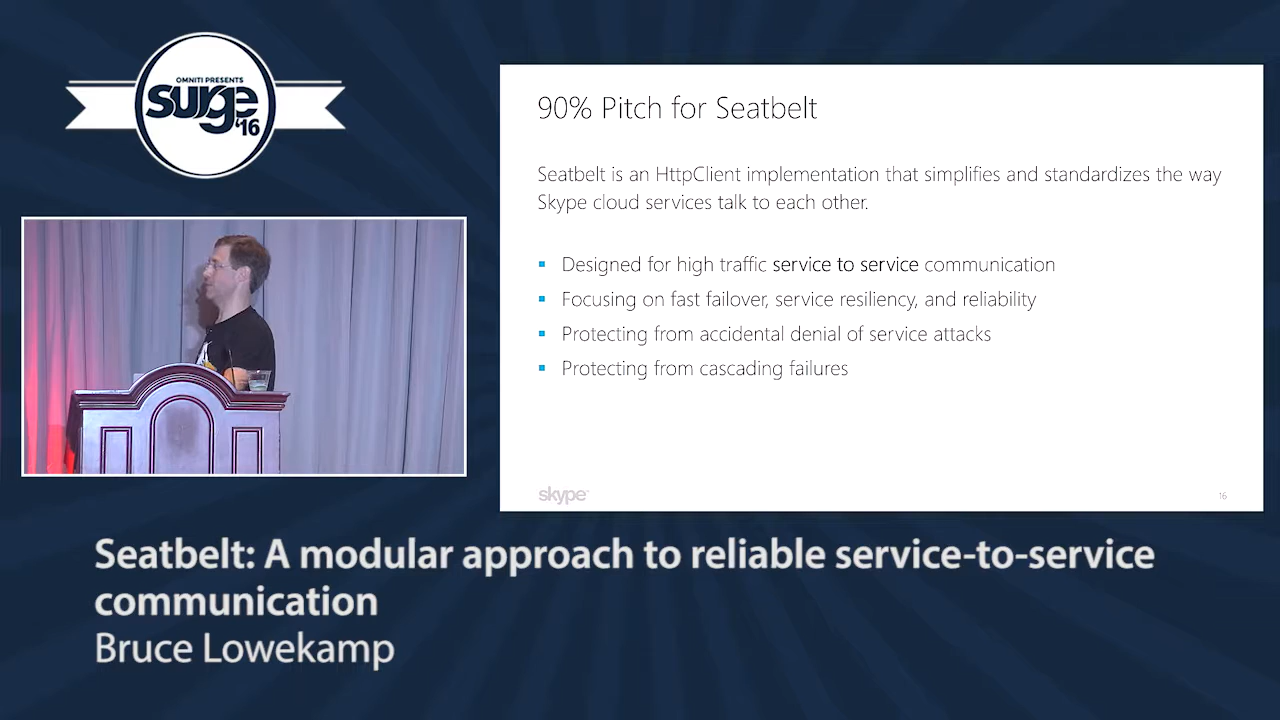 OMNITI PRESENTS
surge
'16
90% Pitch for Seatbelt
Seatbelt is an HttpClient implementation that simplifies and standardizes the way
Skype cloud services talk to each other.
Designed for high traffic service to service communication
Focusing on fast failover, service resiliency, and reliability
Protecting from accidental denial of service attacks
Protecting from cascading failures
skype
16
Seatbelt: A modular approach to reliable service-to-service
communication
Bruce Lowekamp